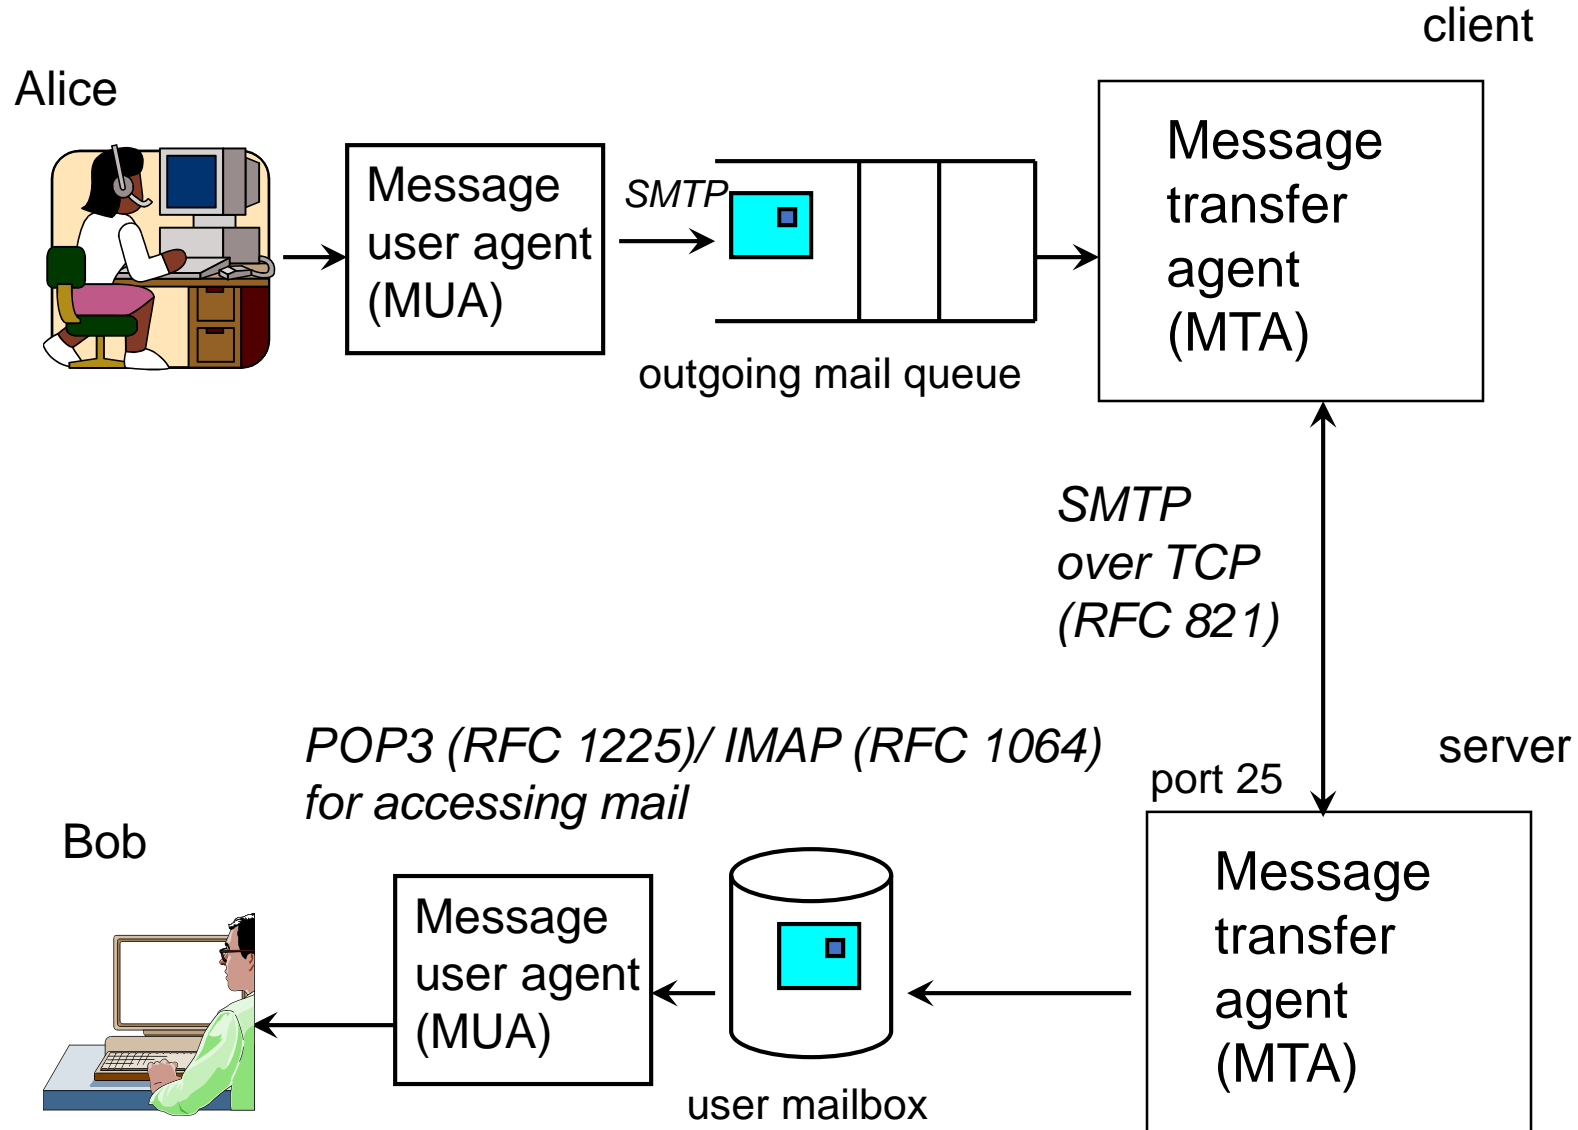 client
Alice
Message
user agent
(MUA)
SMTP
outgoing mail queue
Message
transfer
agent
(MTA)
SMTP
over TCP
(RFC 821)
POP3 (RFC 1225)/ IMAP (RFC 1064)
for accessing mail
server
port 25
Bob
Message
user agent
(MUA)
user mailbox
Message
transfer
agent
(MTA)